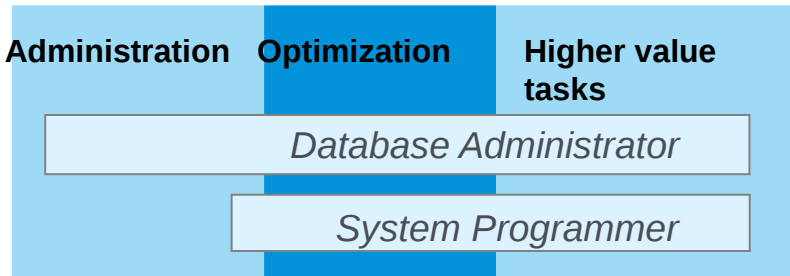 Administration Optimization Higher value
tasks
Database Administrator
System Programmer